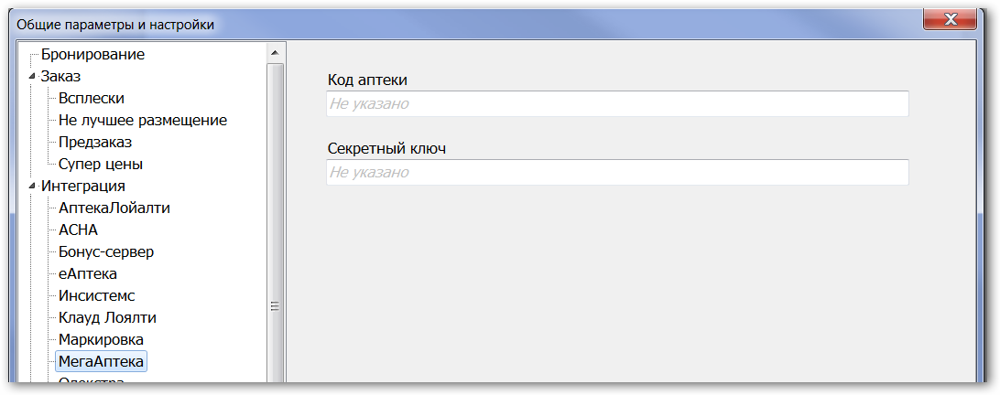 Общие параметры и настройки
Бронирование
Заказ
Всплески
Не лучшее размещение
Предзаказ
Супер цены
Интеграция
АптекаЛойалти
АСНА
Бонус-сервер
еАптека
Инсистемс
Клауд Лоялти
Маркировка
МегаАптека
Код аптеки
Не указано
Секретный ключ
Не указано